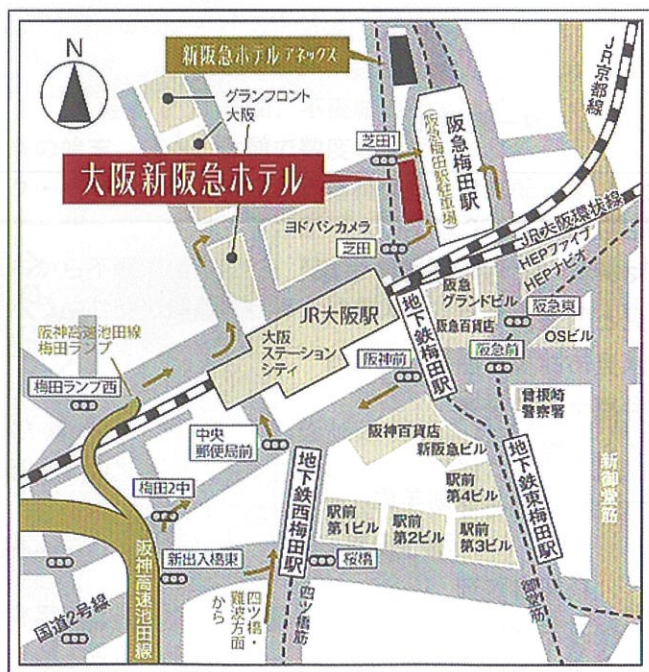 新阪急ホテルアネックス
JR京都線
N
グランフロント
大阪
芝田1
阪急梅田駅
(阪急梅田駅駐車場)
大阪新阪急ホテル
ヨドバシカメラ
芝田
JR大阪環状線
HEPファイブ
HEPナビオ
JR大阪駅
大阪
ステーション
シティ
阪急
グランドビル
阪急百貨店
阪急東
OSビル
阪神高速池田線
梅田ランプ
梅田ランプ西
地下鉄梅田駅
阪神前
阪急前
曾根崎
警察署
中央
郵便局前
阪神百貨店
新阪急ビル
地下鉄西梅田駅
地下鉄東梅田駅
新御堂筋
梅田2中
駅前
第1ビル
駅前
第2ビル
駅前
第3ビル
駅前
第4ビル
新出入橋東
桜橋
阪神高速池田線
国道2号線
四ツ橋・
難波方面
から
四ツ橋筋
御堂筋